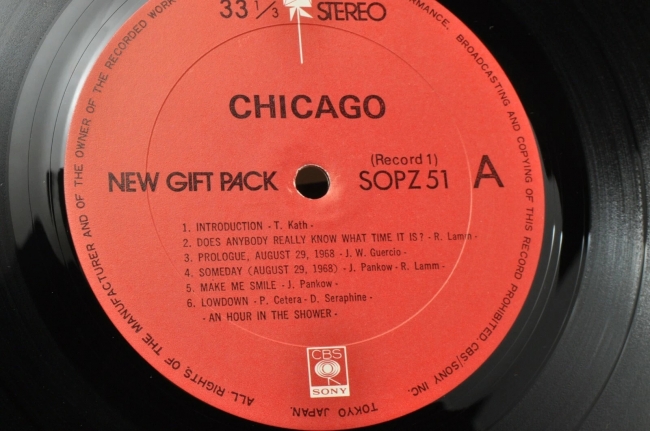 33 1/3 STEREO
CHICAGO
NEW GIFT PACK
(Record 1)
SOPZ 51 A
1. INTRODUCTION - T. Kath -
2. DOES ANYBODY REALLY KNOW WHAT TIME IT IS? - R. Lamm -
3. PROLOGUE, AUGUST 29, 1968 - J. W. Guercio -
4. SOMEDAY (AUGUST 29, 1968) - J. Pankow - R. Lamm -
5. MAKE ME SMILE - J. Pankow -
6. LOWDOWN - P. Cetera - D. Seraphine -
- AN HOUR IN THE SHOWER -
CBS
SONY
ALL RIGHTS OF THE MANUFACTURER AND OF THE OWNER OF THE RECORDED WORK
BROADCASTING AND COPYING OF THIS RECORD PROHIBITED. CBS/SONY INC.
TOKYO JAPAN.